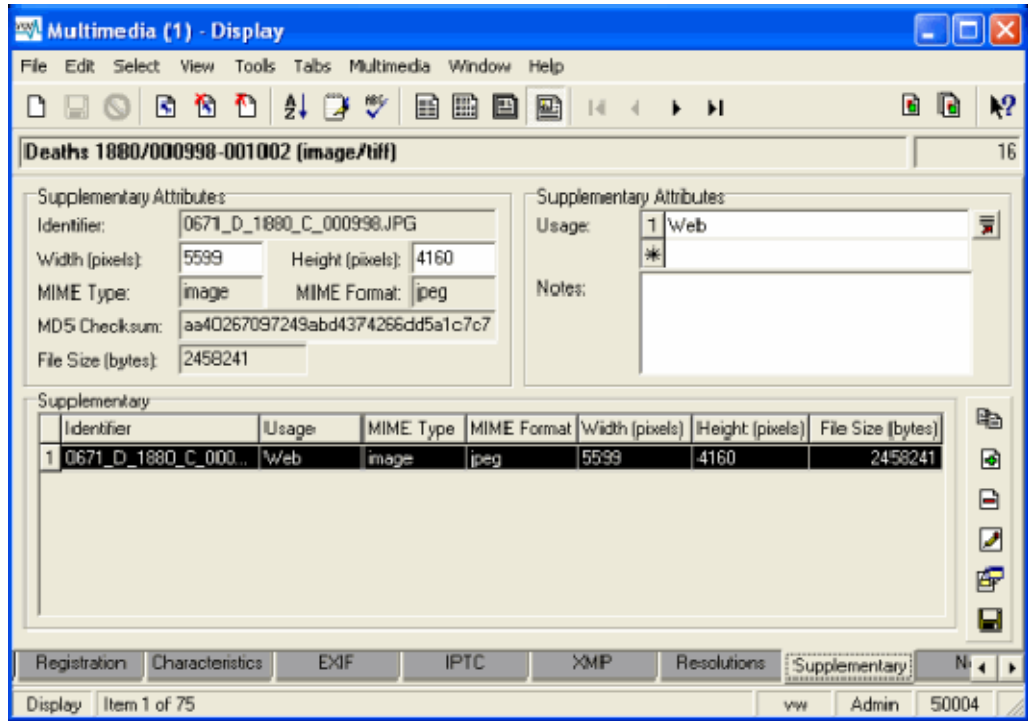 Multimedia (1) - Display
File Edit Select View Tools Tabs Multimedia Window Help
Deaths 1880/000998-001002 (image/tiff) 16
Supplementary Attributes
Identifier: 0671_D_1880_C_000998.JPG
Width (pixels): 5599 Height (pixels): 4160
MIME Type: image MIME Format: jpeg
MD5 Checksum: aa40267097249abd4374266dd5a1c7c7
File Size (bytes): 2458241
Supplementary Attributes
Usage: 1 Web
Notes:
Supplementary
Identifier Usage MIME Type MIME Format Width (pixels) Height (pixels) File Size (bytes)
1 0671_D_1880_C_000... Web image jpeg 5599 4160 2458241
Registration Characteristics EXIF IPTC XMP Resolutions Supplementary
Display Item 1 of 75 vw Admin 50004